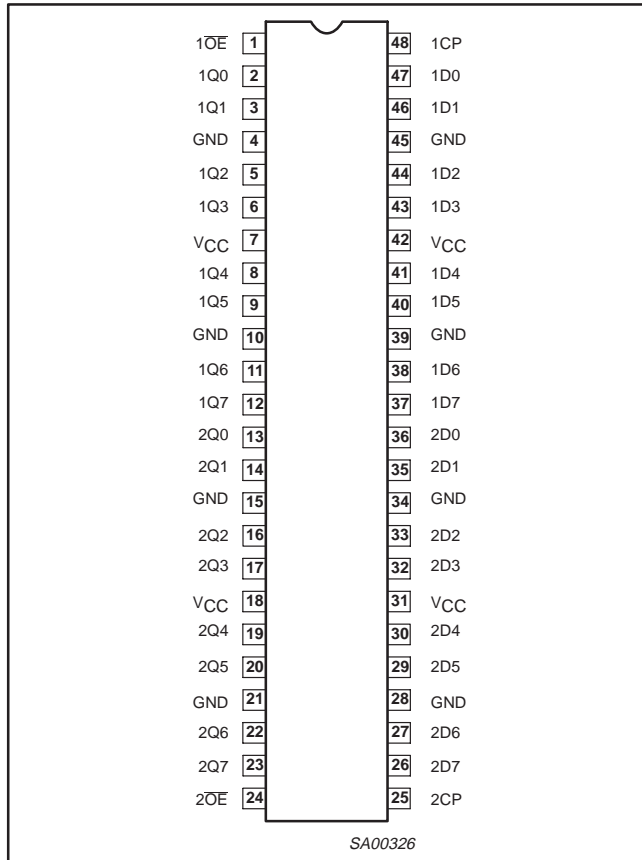 1O̅E̅ 1 48 1CP
1Q0 2 47 1D0
1Q1 3 46 1D1
GND 4 45 GND
1Q2 5 44 1D2
1Q3 6 43 1D3
VCC 7 42 VCC
1Q4 8 41 1D4
1Q5 9 40 1D5
GND 10 39 GND
1Q6 11 38 1D6
1Q7 12 37 1D7
2Q0 13 36 2D0
2Q1 14 35 2D1
GND 15 34 GND
2Q2 16 33 2D2
2Q3 17 32 2D3
VCC 18 31 VCC
2Q4 19 30 2D4
2Q5 20 29 2D5
GND 21 28 GND
2Q6 22 27 2D6
2Q7 23 26 2D7
2O̅E̅ 24 25 2CP
SA00326